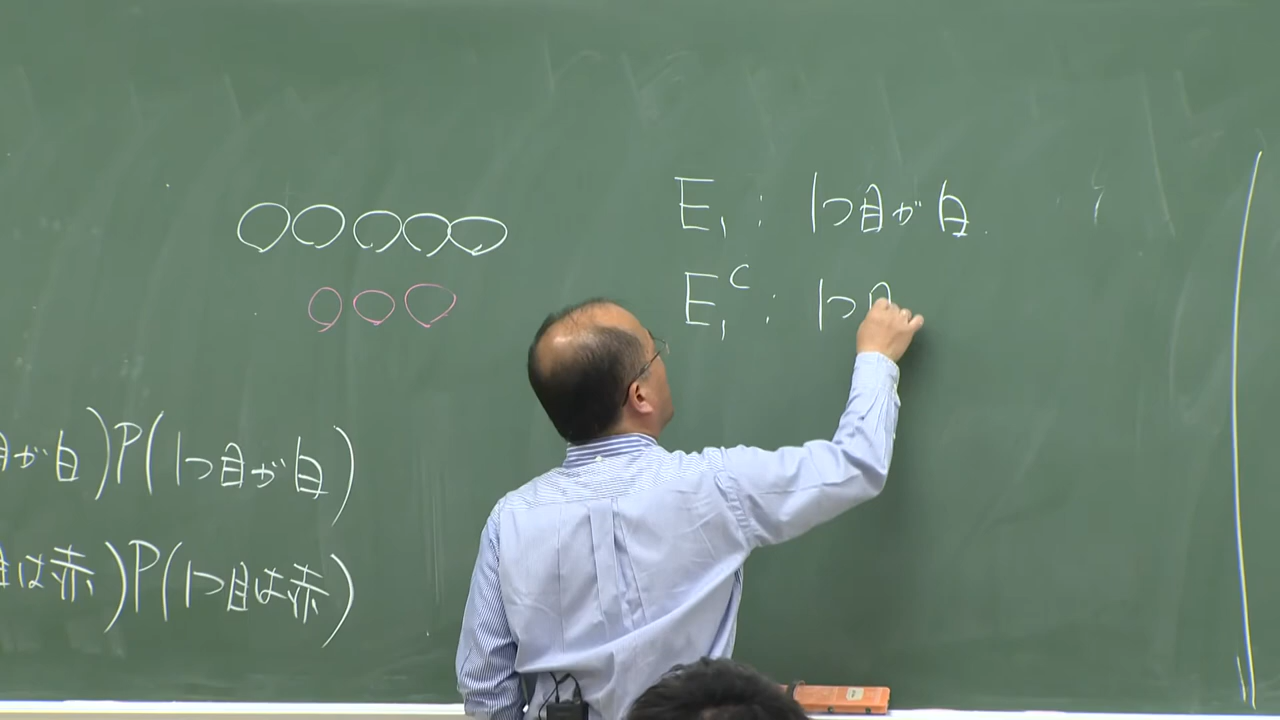 E₁ : 1つ目が白.
E₁ᶜ : 1つ目
目が白)P(1つ目が白)
目は赤)P(1つ目は赤)